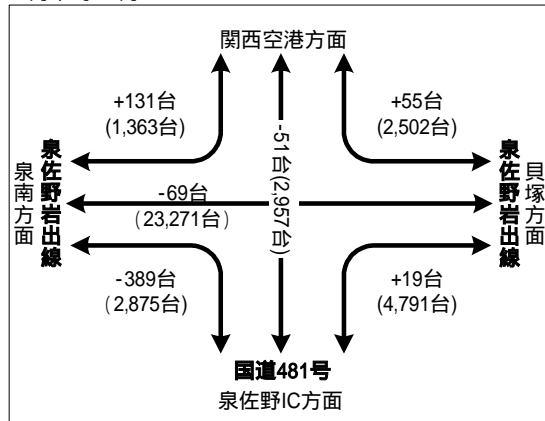 関西空港方面
+131台
(1,363台)
+55台
(2,502台)
-51台(2,957台)
泉南方面
泉佐野岩出線
-69台
(23,271台)
泉佐野岩出線
貝塚方面
-389台
(2,875台)
+19台
(4,791台)
国道481号
泉佐野IC方面